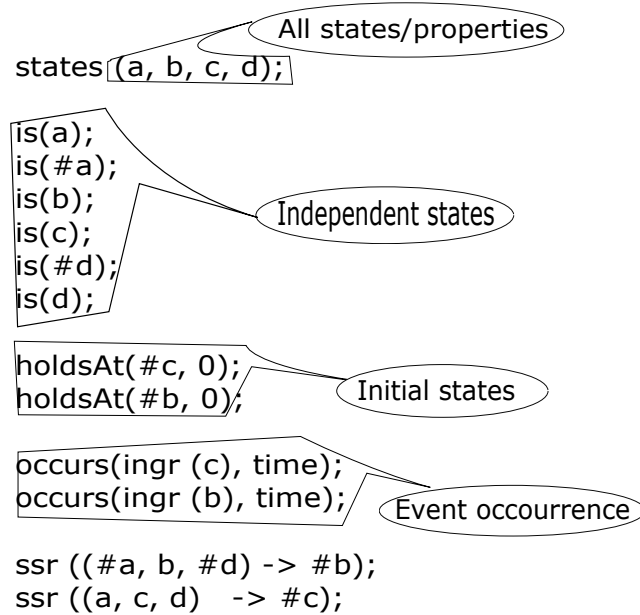 All states/properties
states (a, b, c, d);
is(a);
is(#a);
is(b);
is(c);
is(#d);
is(d);
Independent states
holdsAt(#c, 0);
holdsAt(#b, 0);
Initial states
occurs(ingr (c), time);
occurs(ingr (b), time);
Event occourrence
ssr ((#a, b, #d) -> #b);
ssr ((a, c, d) -> #c);